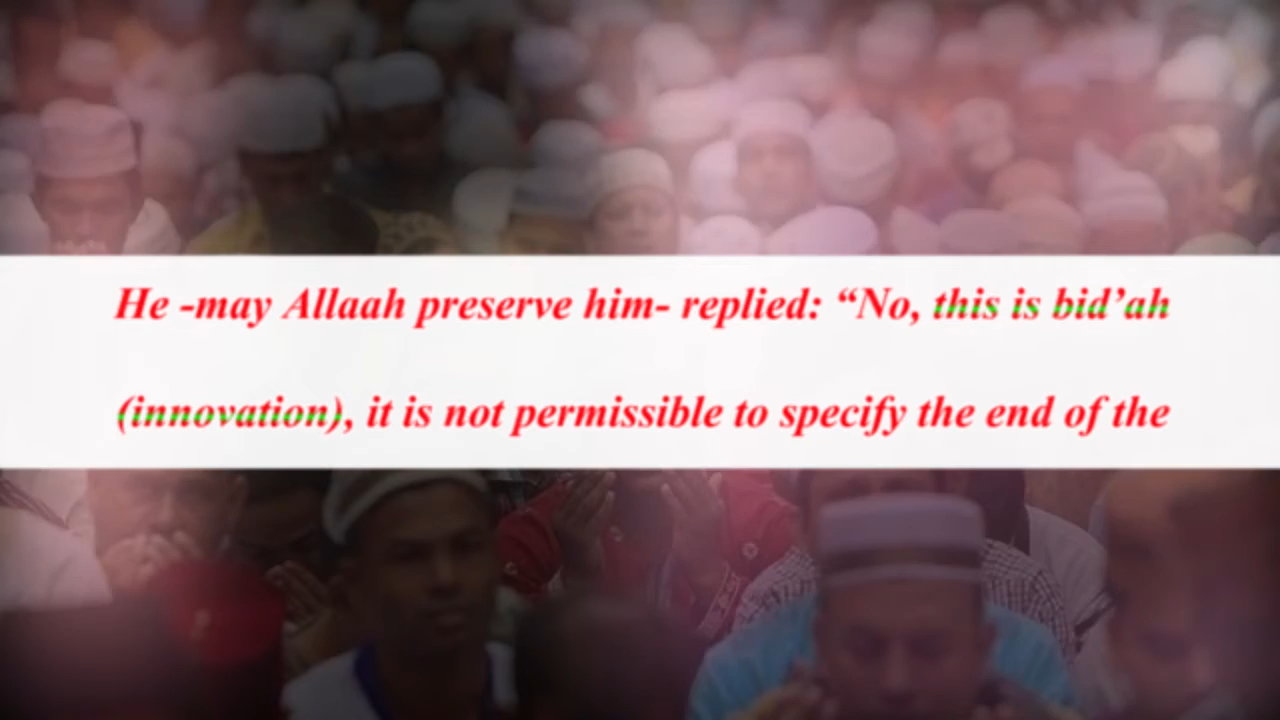 He -may Allaah preserve him- replied: “No, this is bid’ah
(innovation), it is not permissible to specify the end of the